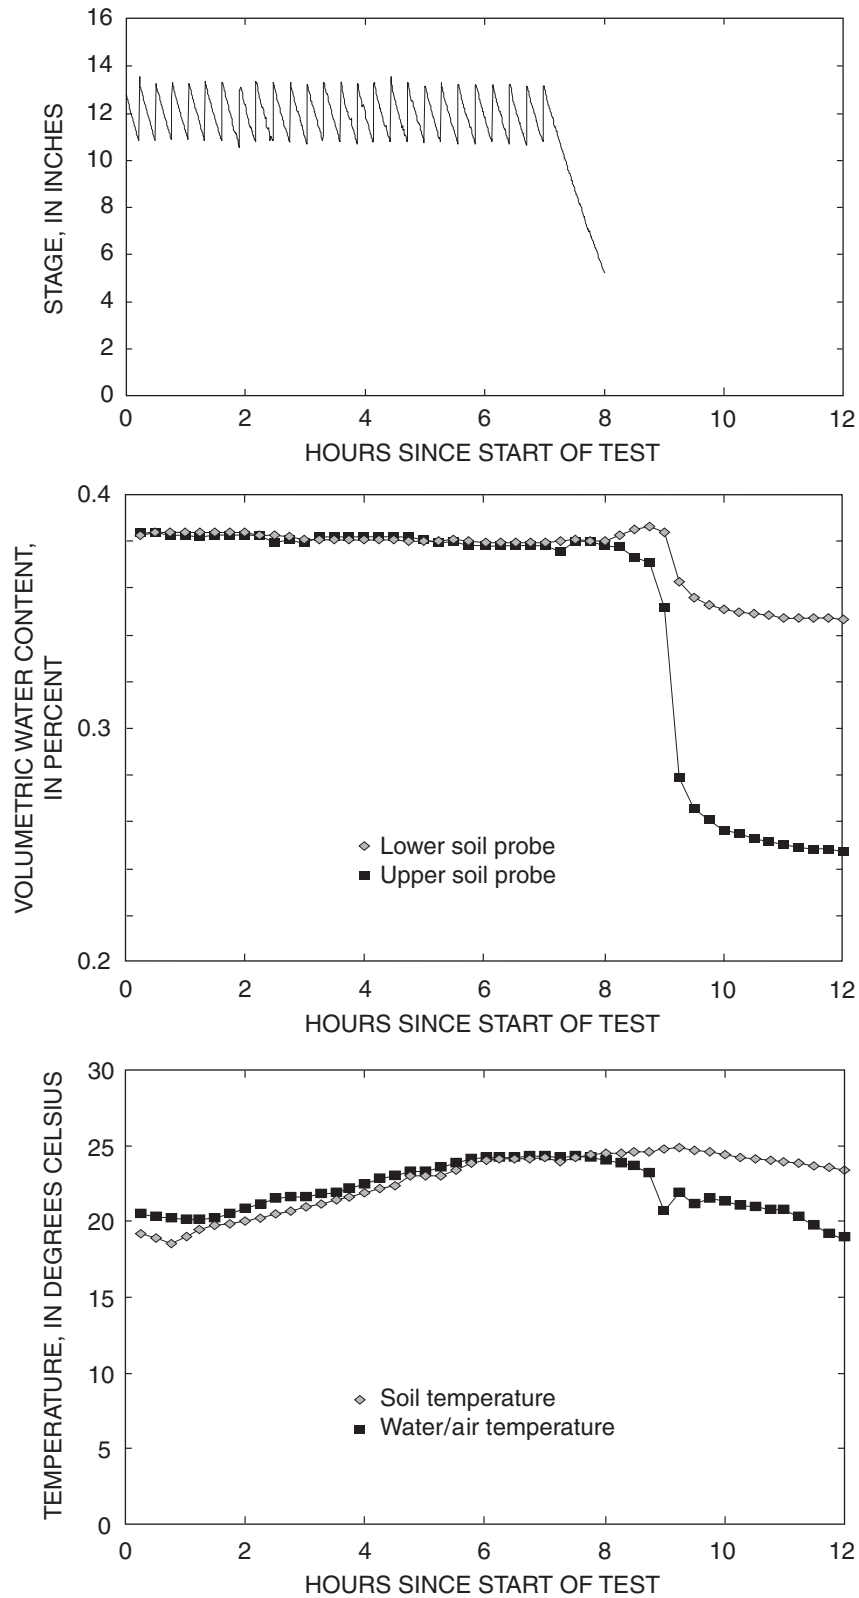 16
14
12
10
8
6
4
2
0
STAGE, IN INCHES
0 2 4 6 8 10 12
HOURS SINCE START OF TEST
0.4
0.3
0.2
VOLUMETRIC WATER CONTENT,
IN PERCENT
Lower soil probe
Upper soil probe
0 2 4 6 8 10 12
HOURS SINCE START OF TEST
30
25
20
15
10
5
0
TEMPERATURE, IN DEGREES CELSIUS
Soil temperature
Water/air temperature
0 2 4 6 8 10 12
HOURS SINCE START OF TEST